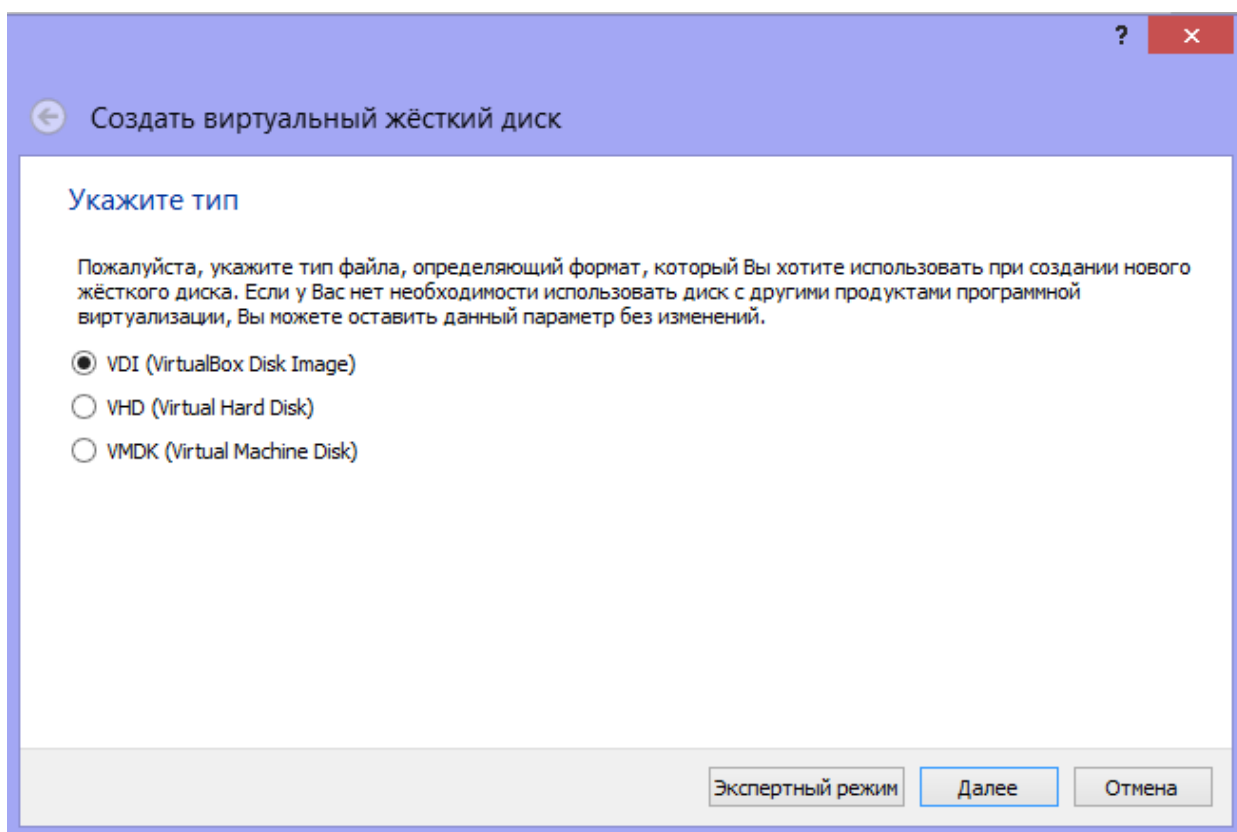 ?
Создать виртуальный жёсткий диск
Укажите тип
Пожалуйста, укажите тип файла, определяющий формат, который Вы хотите использовать при создании нового
жёсткого диска. Если у Вас нет необходимости использовать диск с другими продуктами программной
виртуализации, Вы можете оставить данный параметр без изменений.
VDI (VirtualBox Disk Image)
VHD (Virtual Hard Disk)
VMDK (Virtual Machine Disk)
Экспертный режим Далее Отмена